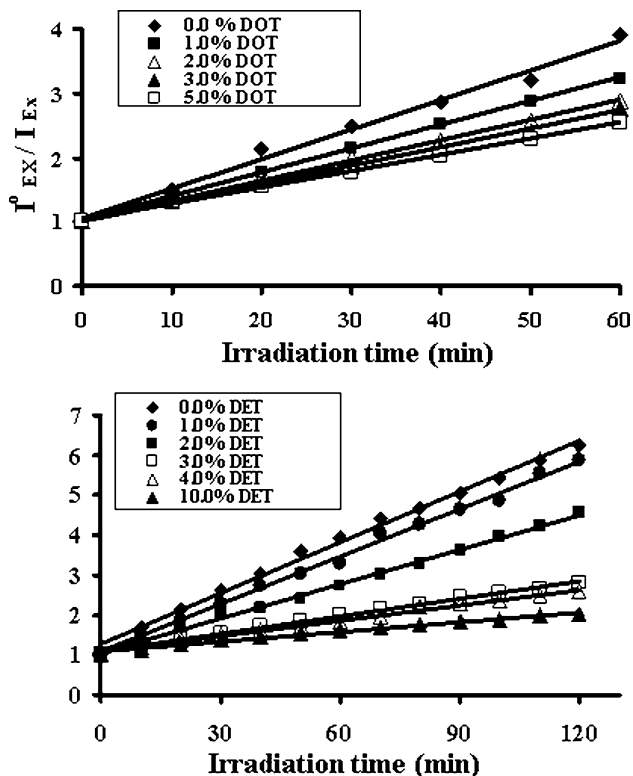 4
3
2
1
0
I⁰ EX / I Ex
0.0 % DOT
1.0% DOT
2.0% DOT
3.0% DOT
5.0% DOT
0 10 20 30 40 50 60
Irradiation time (min)
7
6
5
4
3
2
1
0
0.0% DET
1.0% DET
2.0% DET
3.0% DET
4.0% DET
10.0% DET
0 30 60 90 120
Irradiation time (min)